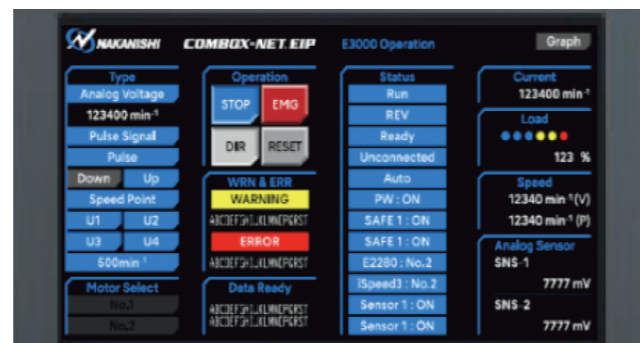 NAKANISHI COMBOX-NET.EIP E3000 Operation Graph
Type
Analog Voltage
123400 min-1
Pulse Signal
Pulse
Down Up
Speed Point
U1 U2
U3 U4
500min-1
Motor Select
No.1
No.2
Operation
STOP EMG
DIR RESET
WRN & ERR
WARNING
ERROR
Data Ready
Status
Run
REV
Ready
Unconnected
Auto
PW : ON
SAFE 1 : ON
SAFE 1 : ON
E2280 : No.2
iSpeed3 : No.2
Sensor 1 : ON
Sensor 1 : ON
Current
123400 min-1
Load
123 %
Speed
12340 min-1 (V)
12340 min-1 (P)
Analog Sensor
SNS-1
7777 mV
SNS-2
7777 mV